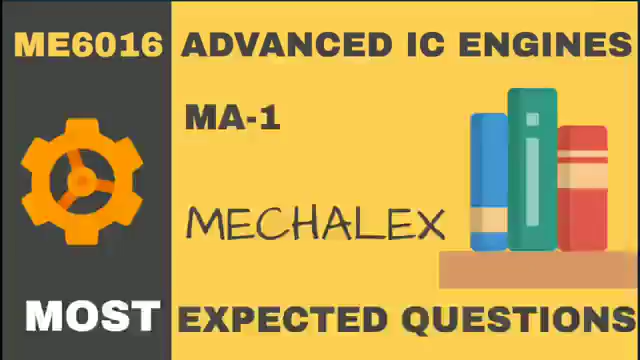 ME6016 ADVANCED IC ENGINES
MA-1
MECHALEX
MOST EXPECTED QUESTIONS